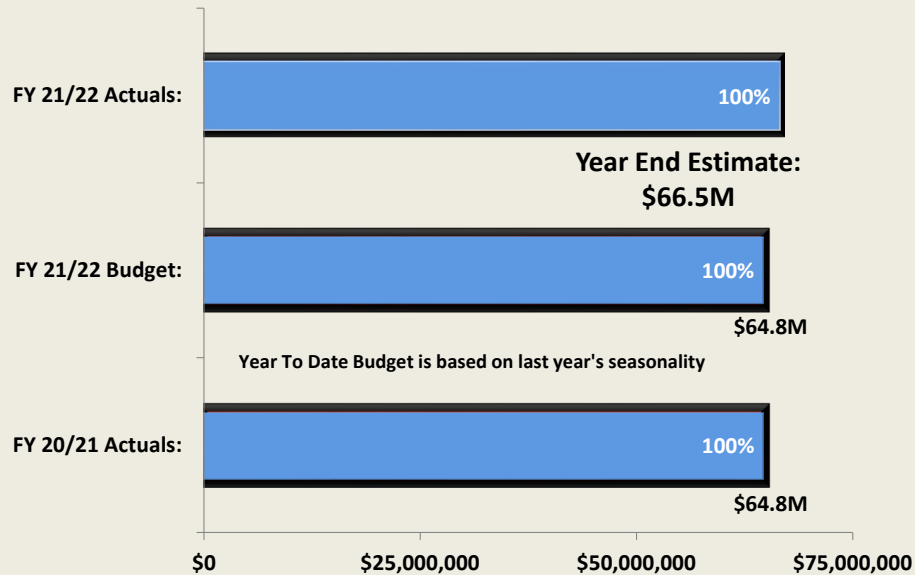 FY 21/22 Actuals:
100%
Year End Estimate:
$66.5M
FY 21/22 Budget:
100%
$64.8M
Year To Date Budget is based on last year's seasonality
FY 20/21 Actuals:
100%
$64.8M
$0 $25,000,000 $50,000,000 $75,000,000